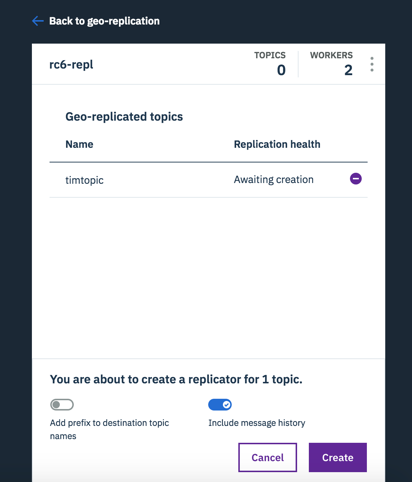 Back to geo-replication
rc6-repl
TOPICS
0
WORKERS
2
Geo-replicated topics
Name Replication health
timtopic Awaiting creation
You are about to create a replicator for 1 topic.
Add prefix to destination topic
names
Include message history
Cancel Create